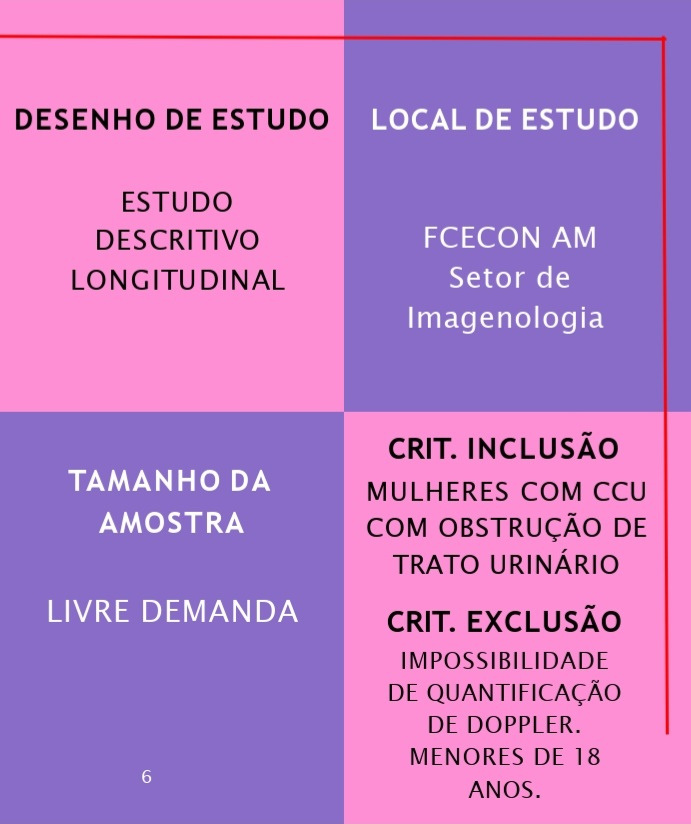 DESENHO DE ESTUDO
ESTUDO
DESCRITIVO
LONGITUDINAL
LOCAL DE ESTUDO
FCECON AM
Setor de
Imagenologia
TAMANHO DA
AMOSTRA
LIVRE DEMANDA
6
CRIT. INCLUSÃO
MULHERES COM CCU
COM OBSTRUÇÃO DE
TRATO URINÁRIO
CRIT. EXCLUSÃO
IMPOSSIBILIDADE
DE QUANTIFICAÇÃO
DE DOPPLER.
MENORES DE 18
ANOS.